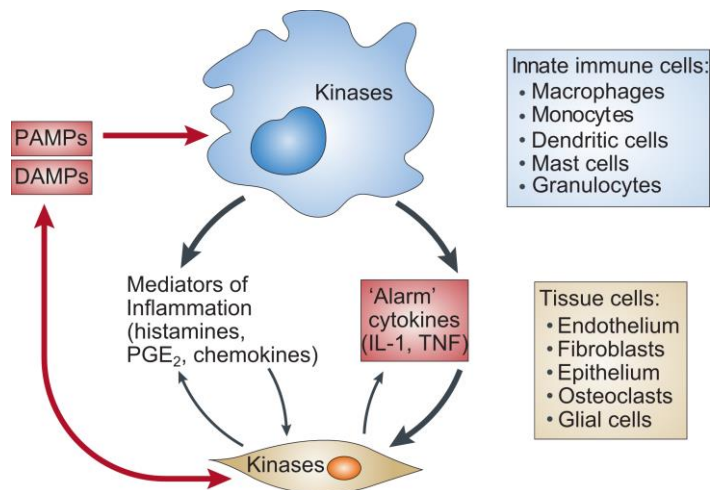 Kinases
PAMPs
DAMPs
Mediators of
Inflammation
(histamines,
PGE₂, chemokines)
‘Alarm’
cytokines
(IL-1, TNF)
Kinases
Innate immune cells:
• Macrophages
• Monocytes
• Dendritic cells
• Mast cells
• Granulocytes
Tissue cells:
• Endothelium
• Fibroblasts
• Epithelium
• Osteoclasts
• Glial cells